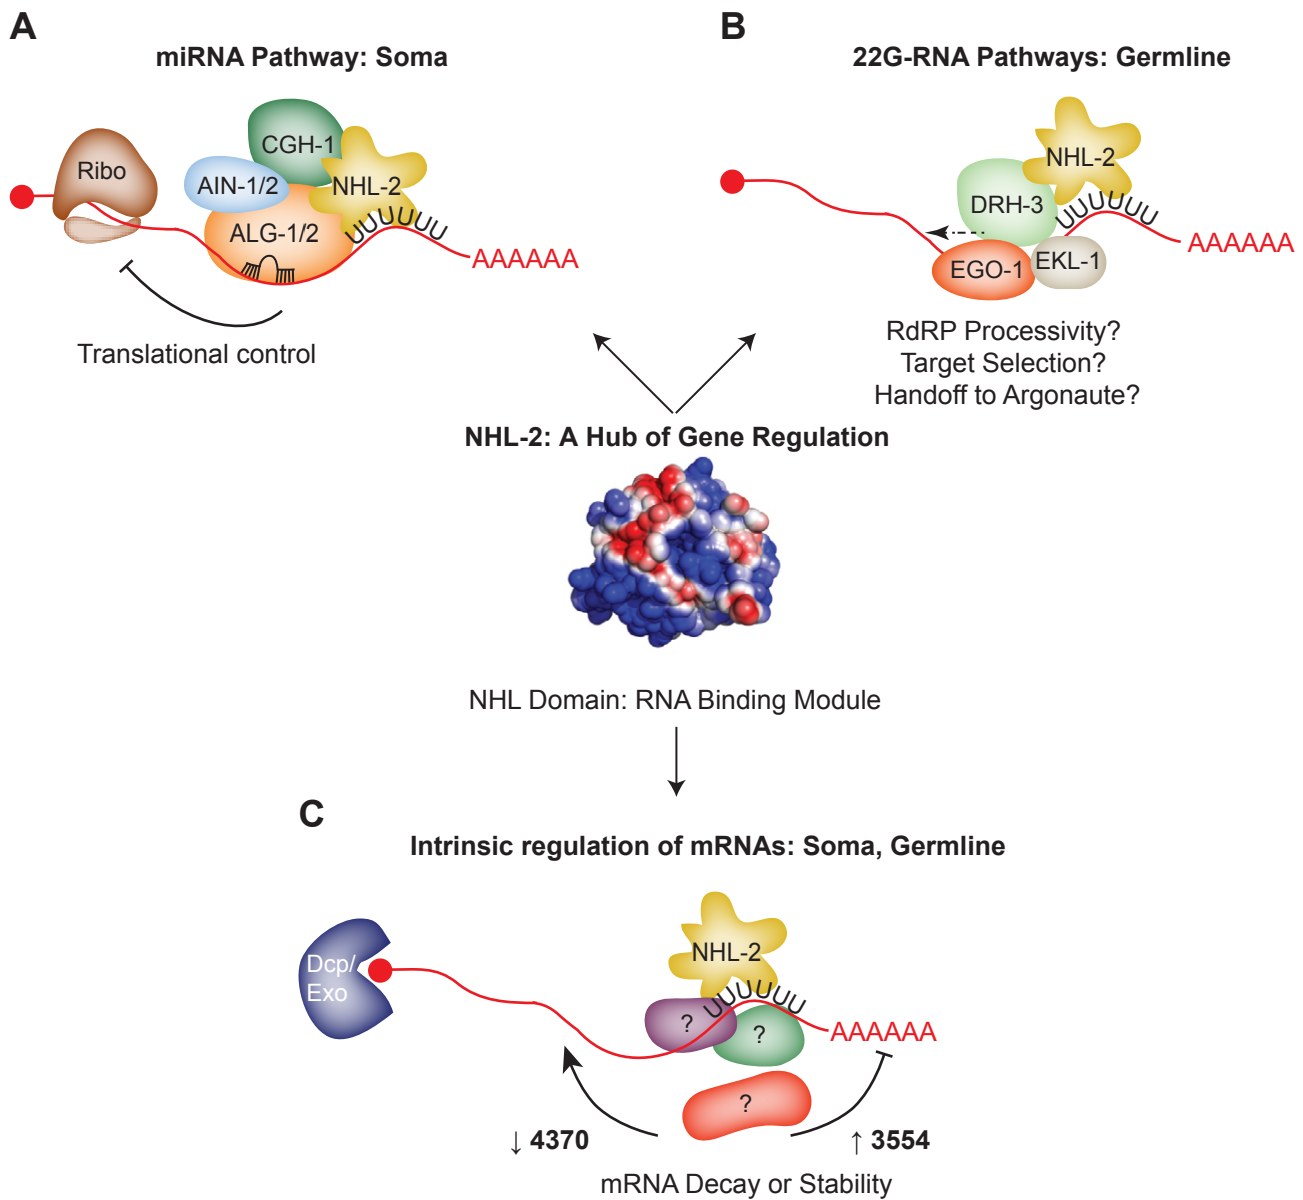 A
miRNA Pathway: Soma
Ribo
CGH-1
AIN-1/2
NHL-2
ALG-1/2
UUUUUU
AAAAAA
Translational control
B
22G-RNA Pathways: Germline
NHL-2
DRH-3
UUUUUU
AAAAAA
EGO-1
EKL-1
RdRP Processivity?
Target Selection?
Handoff to Argonaute?
NHL-2: A Hub of Gene Regulation
NHL Domain: RNA Binding Module
C
Intrinsic regulation of mRNAs: Soma, Germline
Dcp/
Exo
NHL-2
UUUUUU
?
?
AAAAAA
?
↓ 4370
↑ 3554
mRNA Decay or Stability